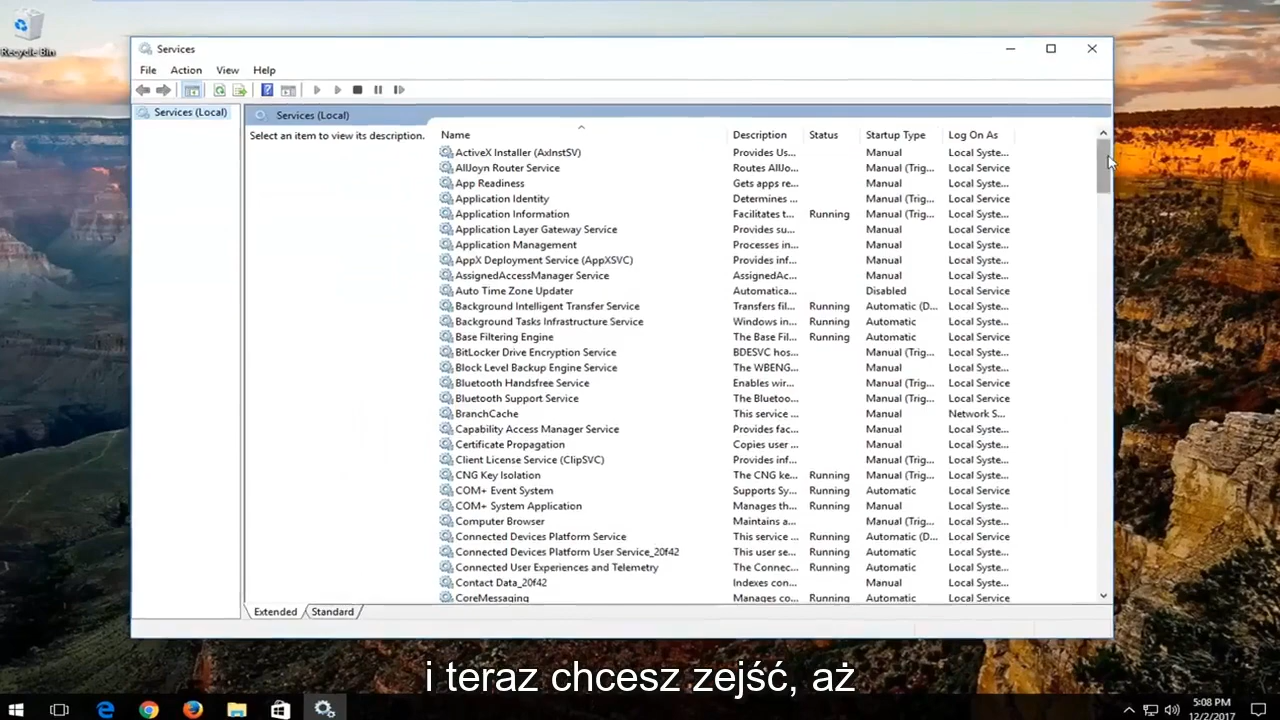 Recycle Bin
Services
File Action View Help
Services (Local)
Services (Local)
Select an item to view its description.
Name Description Status Startup Type Log On As
ActiveX Installer (AxInstSV) Provides Us... Manual Local Syste...
AllJoyn Router Service Routes AllJo... Manual (Trig... Local Service
App Readiness Gets apps re... Manual Local Syste...
Application Identity Determines ... Manual (Trig... Local Service
Application Information Facilitates t... Running Manual (Trig... Local Syste...
Application Layer Gateway Service Provides su... Manual Local Service
Application Management Processes in... Manual Local Syste...
AppX Deployment Service (AppXSVC) Provides inf... Manual Local Syste...
AssignedAccessManager Service AssignedAc... Manual Local Syste...
Auto Time Zone Updater Automatica... Disabled Local Service
Background Intelligent Transfer Service Transfers fil... Running Automatic (D... Local Syste...
Background Tasks Infrastructure Service Windows in... Running Automatic Local Syste...
Base Filtering Engine The Base Fil... Running Automatic Local Service
BitLocker Drive Encryption Service BDESVC hos... Manual (Trig... Local Syste...
Block Level Backup Engine Service The WBENG... Manual Local Syste...
Bluetooth Handsfree Service Enables wir... Manual (Trig... Local Service
Bluetooth Support Service The Bluetoo... Manual (Trig... Local Service
BranchCache This service ... Manual Network S...
Capability Access Manager Service Provides fac... Manual Local Syste...
Certificate Propagation Copies user ... Manual Local Syste...
Client License Service (ClipSVC) Provides inf... Manual (Trig... Local Syste...
CNG Key Isolation The CNG ke... Running Manual (Trig... Local Syste...
COM+ Event System Supports Sy... Running Automatic Local Service
COM+ System Application Manages th... Running Manual Local Syste...
Computer Browser Maintains a... Manual (Trig... Local Syste...
Connected Devices Platform Service This service ... Running Automatic (D... Local Service
Connected Devices Platform User Service_20f42 This user se... Running Automatic Local Syste...
Connected User Experiences and Telemetry The Connec... Running Automatic Local Syste...
Contact Data_20f42 Indexes con... Manual Local Syste...
CoreMessaging Manages co... Running Automatic Local Service
Extended Standard
i teraz chcesz zejść, aż
5:08 PM
12/2/2017